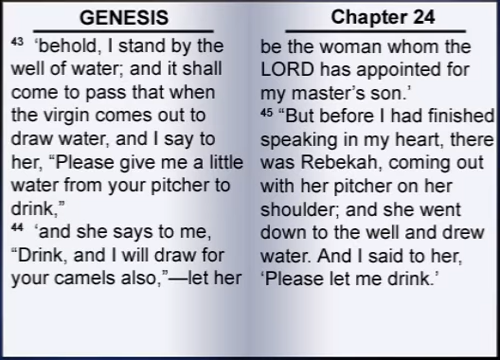 GENESIS
⁴³ ‘behold, I stand by the
well of water; and it shall
come to pass that when
the virgin comes out to
draw water, and I say to
her, “Please give me a little
water from your pitcher to
drink,”
⁴⁴ ‘and she says to me,
“Drink, and I will draw for
your camels also,”—let her
Chapter 24
be the woman whom the
LORD has appointed for
my master’s son.’
⁴⁵ “But before I had finished
speaking in my heart, there
was Rebekah, coming out
with her pitcher on her
shoulder; and she went
down to the well and drew
water. And I said to her,
‘Please let me drink.’